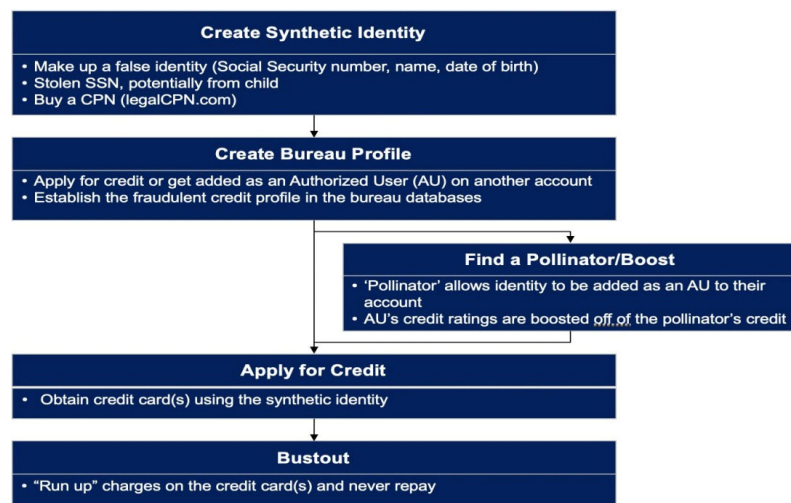 Create Synthetic Identity
• Make up a false identity (Social Security number, name, date of birth)
• Stolen SSN, potentially from child
• Buy a CPN (legalCPN.com)
Create Bureau Profile
• Apply for credit or get added as an Authorized User (AU) on another account
• Establish the fraudulent credit profile in the bureau databases
Find a Pollinator/Boost
• 'Pollinator' allows identity to be added as an AU to their
account
• AU's credit ratings are boosted off of the pollinator's credit
Apply for Credit
• Obtain credit card(s) using the synthetic identity
Bustout
• “Run up” charges on the credit card(s) and never repay